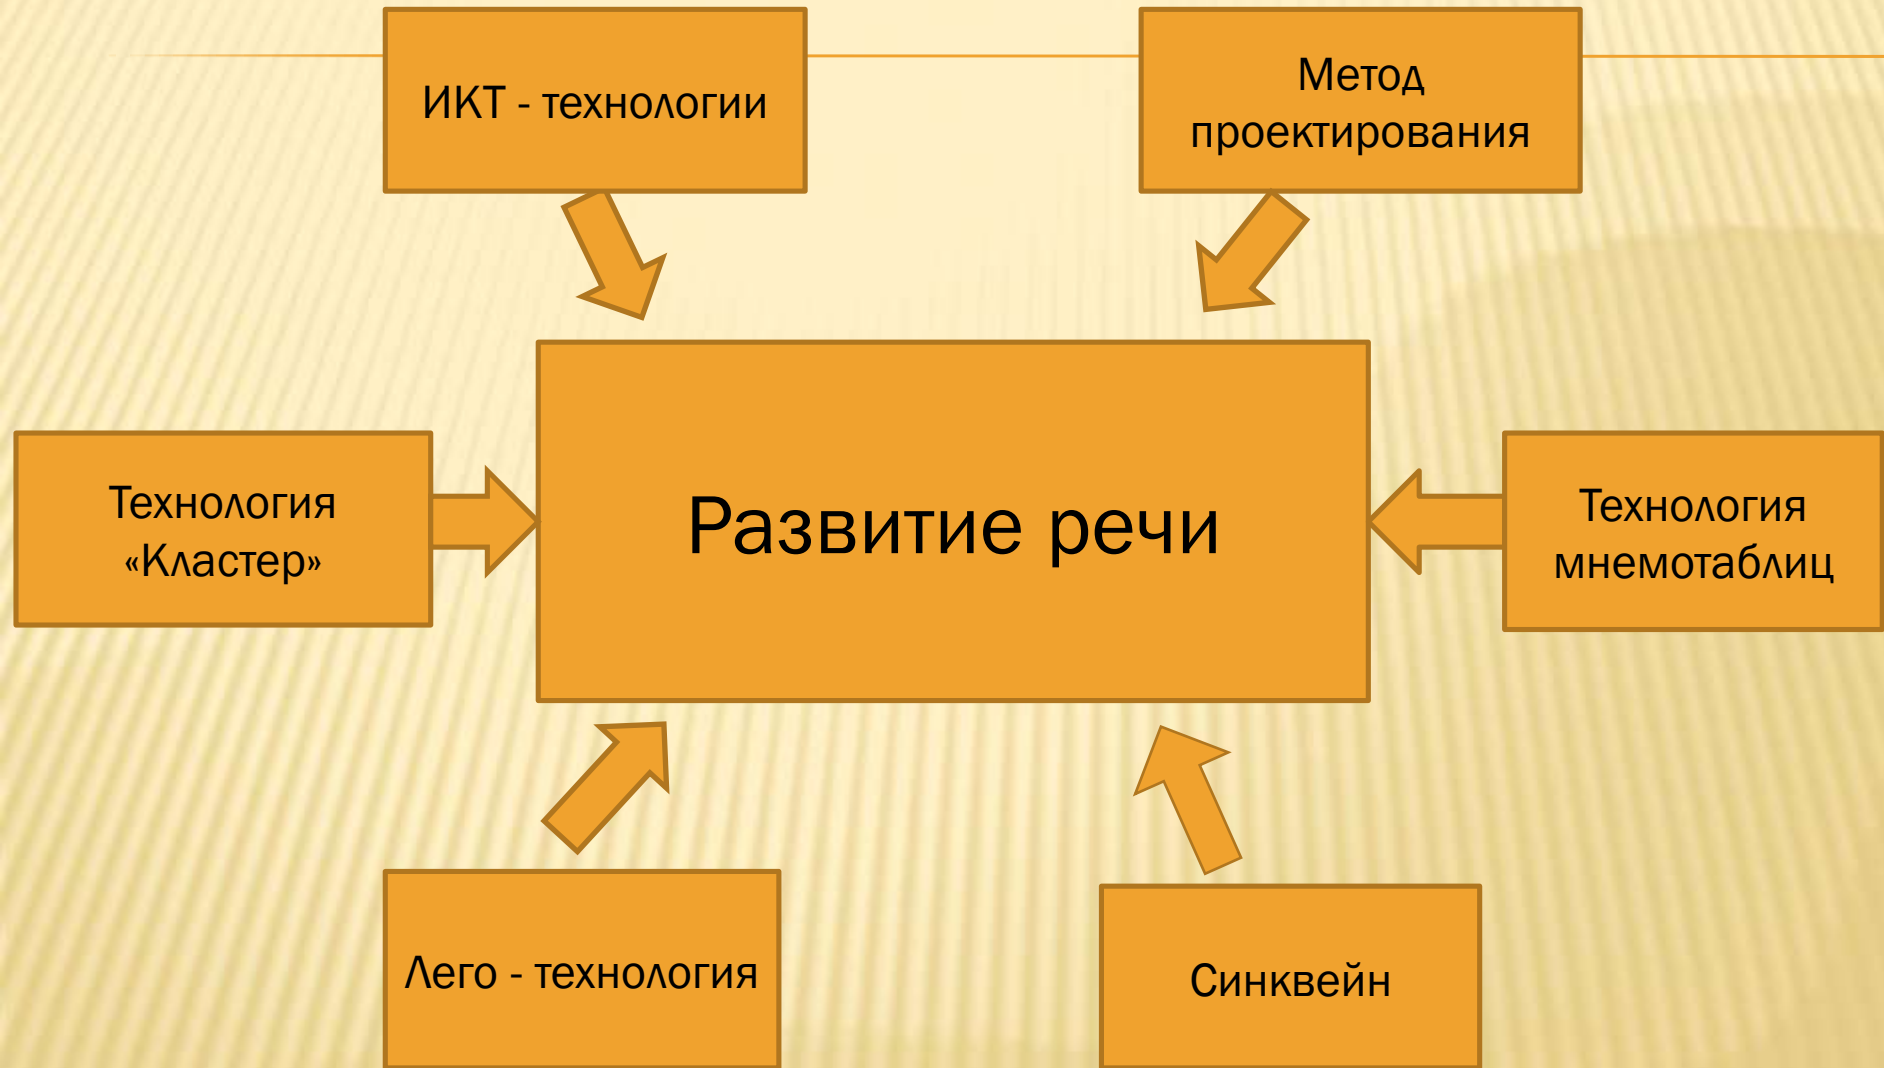 ИКТ - технологии
Метод
проектирования
Технология
«Кластер»
Развитие речи
Технология
мнемотаблиц
Лего - технология
Синквейн